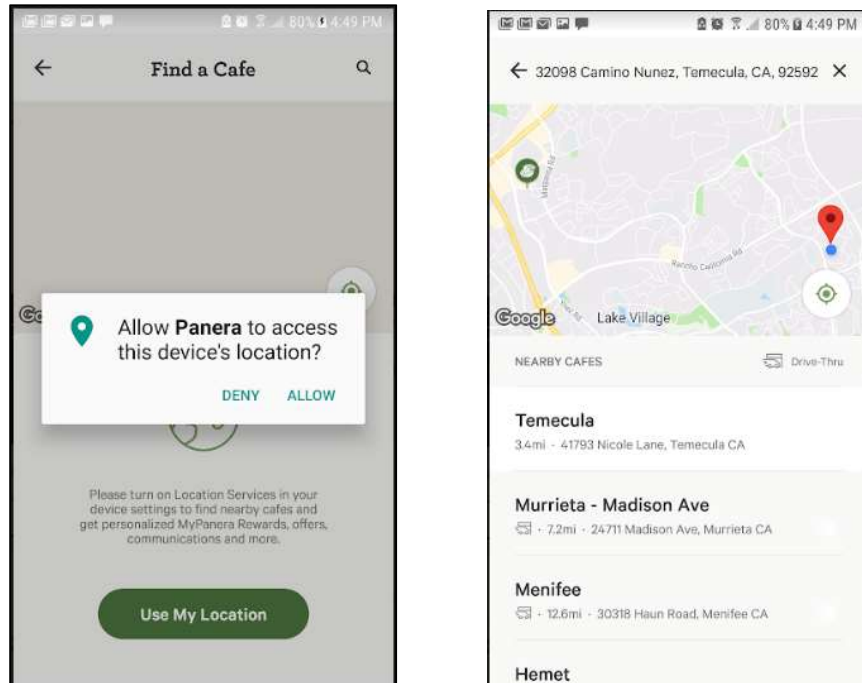 80% 4:49 PM
Find a Cafe
Allow Panera to access
this device's location?
DENY ALLOW
Please turn on Location Services in your
device settings to find nearby cafes and
get personalized MyPanera Rewards, offers,
communications and more.
Use My Location
80% 4:49 PM
32098 Camino Nunez, Temecula, CA, 92592
Rancho California Rd
Google Lake Village
NEARBY CAFES Drive-Thru
Temecula
3.4mi - 41793 Nicole Lane, Temecula CA
Murrieta - Madison Ave
· 7.2mi - 24711 Madison Ave, Murrieta CA
Menifee
· 12.6mi - 30318 Haun Road, Menifee CA
Hemet